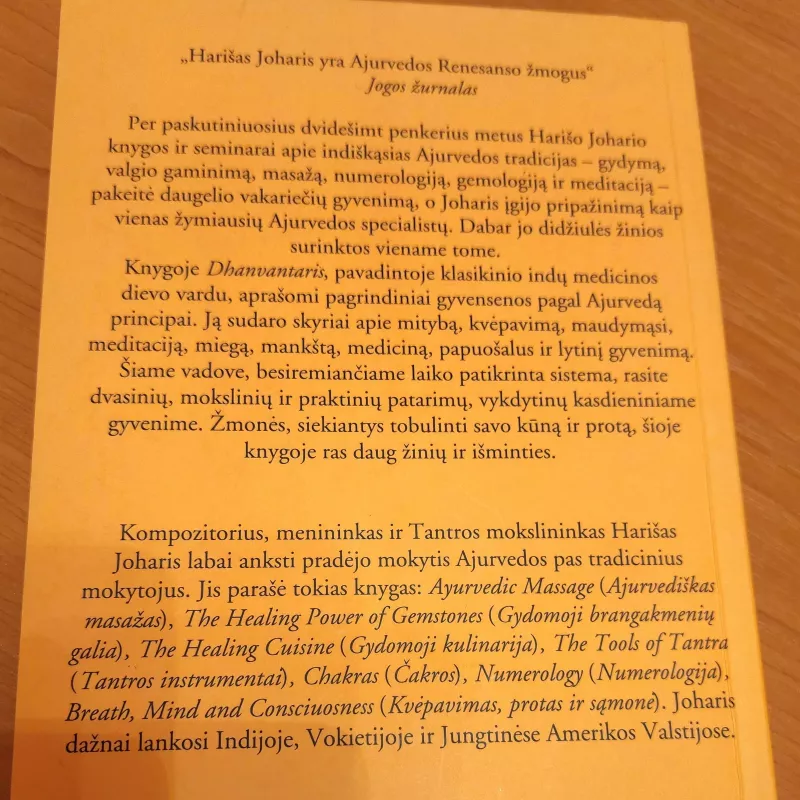 „Harišas Joharis yra Ajurvedos Renesanso žmogus“
Jogos žurnalas
Per paskutiniuosius dvidešimt penkerius metus Harišo Johario
knygos ir seminarai apie indiškąsias Ajurvedos tradicijas – gydymą,
valgio gaminimą, masažą, numerologiją, gemologiją ir meditaciją –
pakeitė daugelio vakariečių gyvenimą, o Joharis įgijo pripažinimą kaip
vienas žymiausių Ajurvedos specialistų. Dabar jo didžiulės žinios
surinktos viename tome.
Knygoje Dhanvantaris, pavadintoje klasikinio indų medicinos
dievo vardu, aprašomi pagrindiniai gyvensenos pagal Ajurvedą
principai. Ją sudaro skyriai apie mitybą, kvėpavimą, maudymąsi,
meditaciją, miegą, mankštą, mediciną, papuošalus ir lytinį gyvenimą.
Šiame vadove, besiremiančiame laiko patikrinta sistema, rasite
dvasinių, mokslinių ir praktinių patarimų, vykdytinų kasdieniniame
gyvenime. Žmonės, siekiantys tobulinti savo kūną ir protą, šioje
knygoje ras daug žinių ir išminties.
Kompozitorius, menininkas ir Tantros mokslininkas Harišas
Joharis labai anksti pradėjo mokytis Ajurvedos pas tradicinius
mokytojus. Jis parašė tokias knygas: Ayurvedic Massage (Ajurvediškas
masažas), The Healing Power of Gemstones (Gydomoji brangakmenių
galia), The Healing Cuisine (Gydomoji kulinarija), The Tools of Tantra
(Tantros instrumentai), Chakras (Čakros), Numerology (Numerologija),
Breath, Mind and Consciuosness (Kvėpavimas, protas ir sąmonė). Joharis
dažnai lankosi Indijoje, Vokietijoje ir Jungtinėse Amerikos Valstijose.